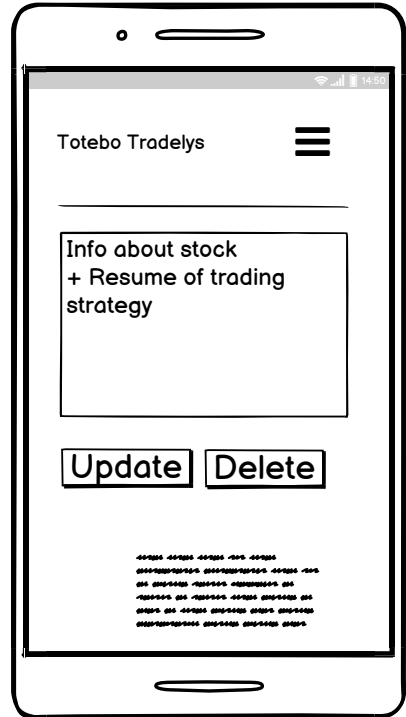 14:50
Totebo Tradelys
Info about stock
+ Resume of trading
strategy
Update Delete